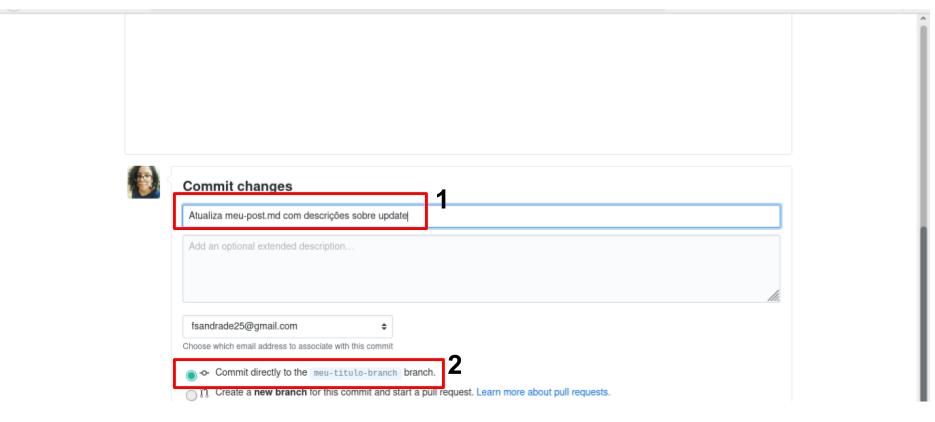 Commit changes
1
Atualiza meu-post.md com descrições sobre update
Add an optional extended description...
fsandrade25@gmail.com
Choose which email address to associate with this commit
Commit directly to the meu-titulo-branch branch.
2
Create a new branch for this commit and start a pull request. Learn more about pull requests.